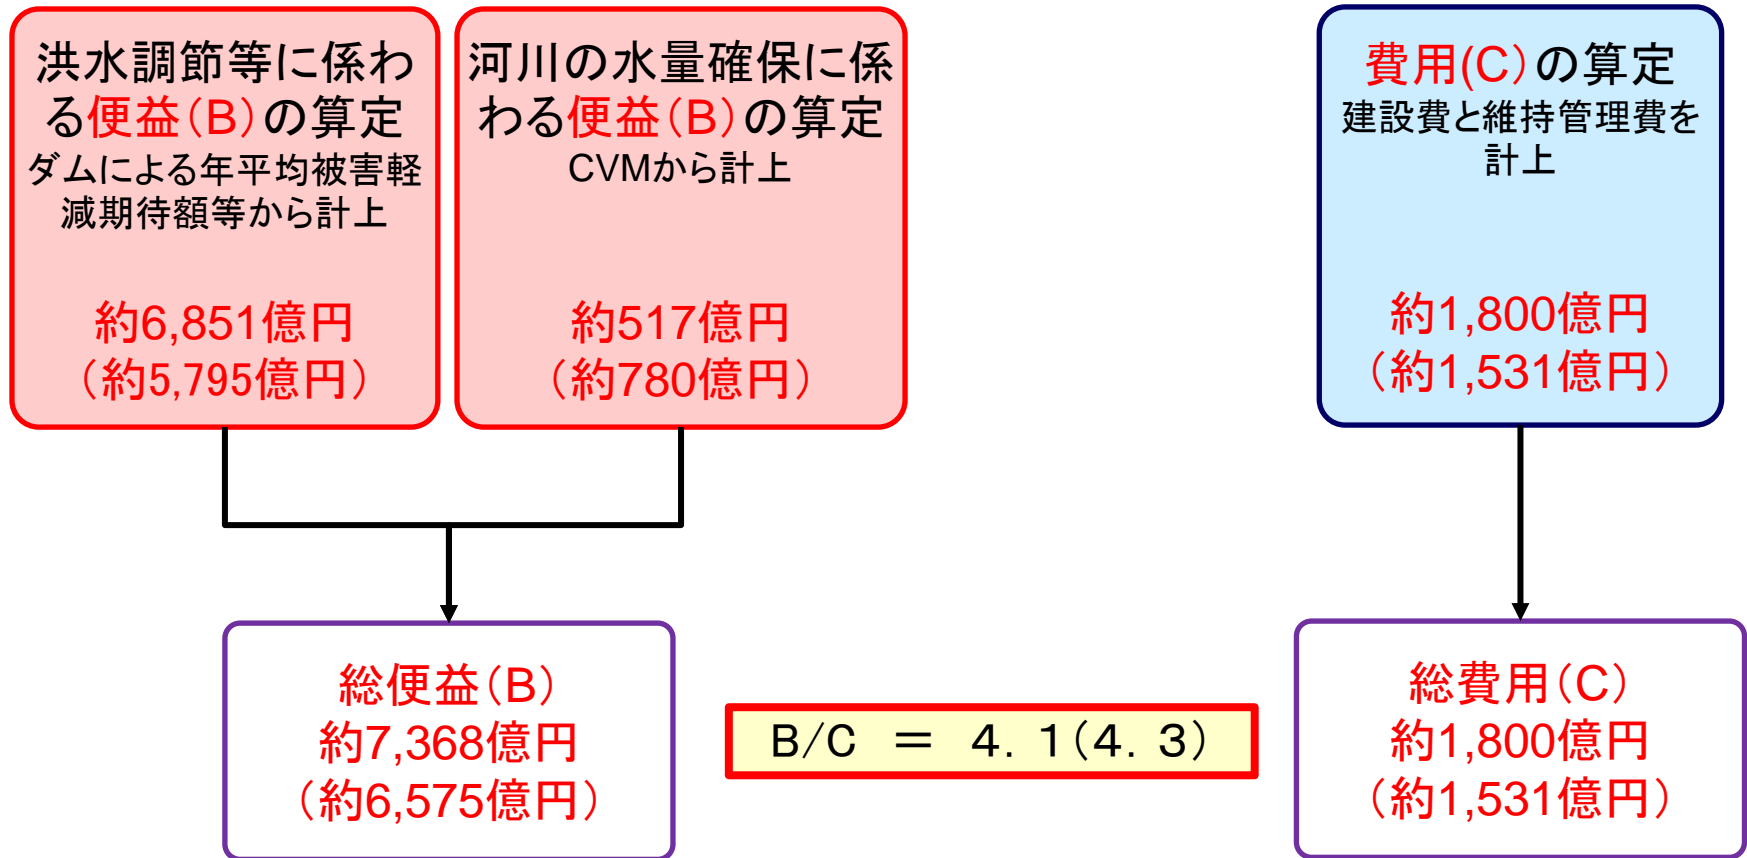 洪水調節等に係わ
る便益（B）の算定
ダムによる年平均被害軽
減期待額等から計上
約6,851億円
（約5,795億円）
河川の水量確保に係
わる便益（B）の算定
CVMから計上
約517億円
（約780億円）
費用(C）の算定
建設費と維持管理費を
計上
約1,800億円
（約1,531億円）
総便益（B）
約7,368億円
（約6,575億円）
B/C ＝ 4．1(4．3)
総費用（C）
約1,800億円
（約1,531億円）